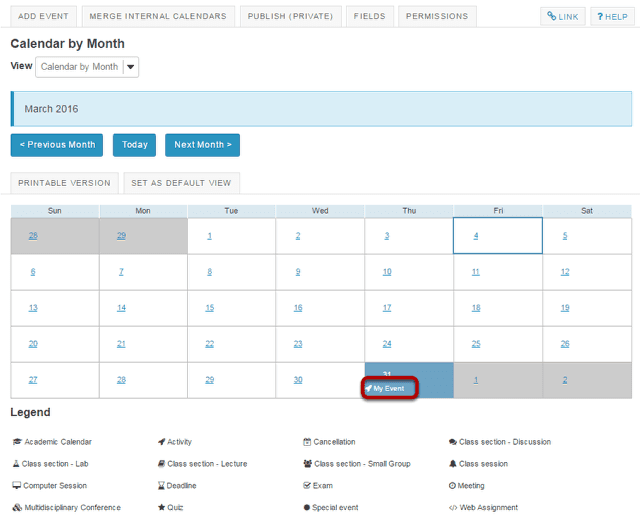 ADD EVENT MERGE INTERNAL CALENDARS PUBLISH (PRIVATE) FIELDS PERMISSIONS LINK ? HELP
Calendar by Month
View Calendar by Month
March 2016
< Previous Month Today Next Month >
PRINTABLE VERSION SET AS DEFAULT VIEW
Sun Mon Tue Wed Thu Fri Sat
28 29 1 2 3 4 5
6 7 8 9 10 11 12
13 14 15 16 17 18 19
20 21 22 23 24 25 26
27 28 29 30 31 1 2
My Event
Legend
Academic Calendar Activity Cancellation Class section - Discussion
Class section - Lab Class section - Lecture Class section - Small Group Class session
Computer Session Deadline Exam Meeting
Multidisciplinary Conference Quiz Special event Web Assignment